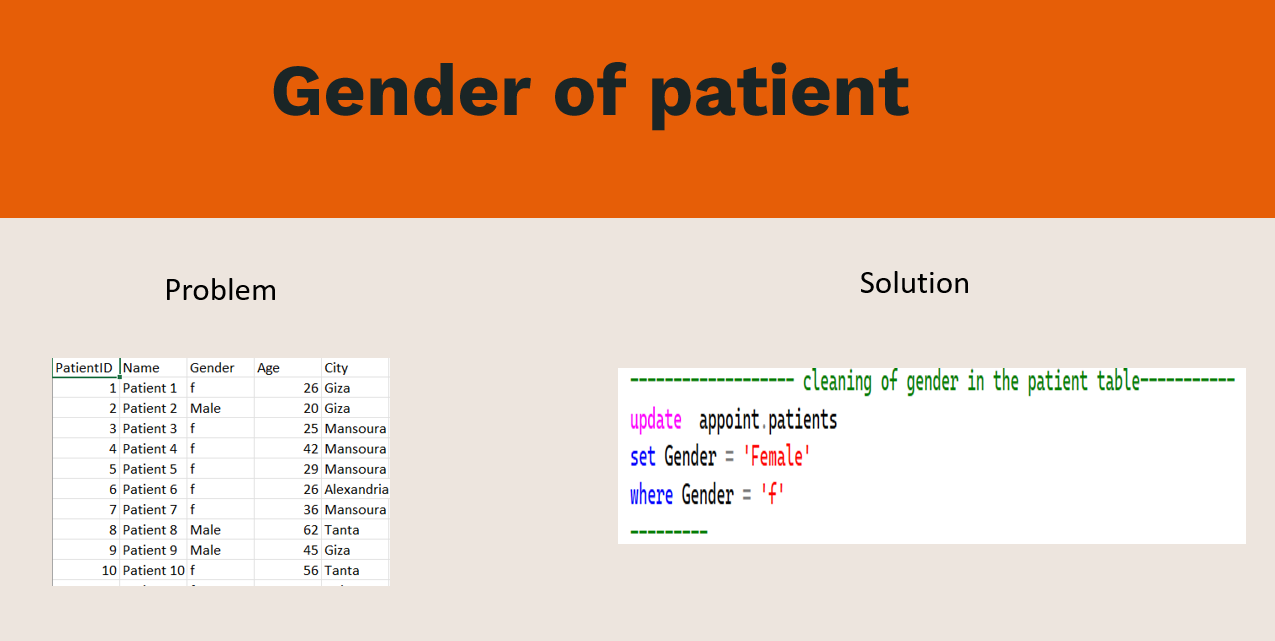 Gender of patient
Problem
Solution
PatientID Name Gender Age City
1 Patient 1 f 26 Giza
2 Patient 2 Male 20 Giza
3 Patient 3 f 25 Mansoura
4 Patient 4 f 42 Mansoura
5 Patient 5 f 29 Mansoura
6 Patient 6 f 26 Alexandria
7 Patient 7 f 36 Mansoura
8 Patient 8 Male 62 Tanta
9 Patient 9 Male 45 Giza
10 Patient 10 f 56 Tanta
------------------- cleaning of gender in the patient table-----------
update appoint.patients
set Gender = 'Female'
where Gender = 'f'
---------